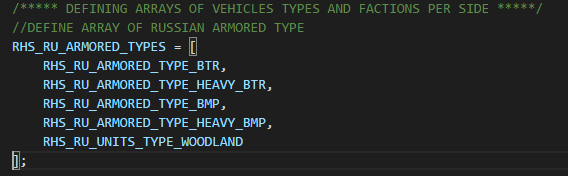 /***** DEFINING ARRAYS OF VEHICLES TYPES AND FACTIONS PER SIDE *****/
//DEFINE ARRAY OF RUSSIAN ARMORED TYPE
RHS_RU_ARMORED_TYPES = [
    RHS_RU_ARMORED_TYPE_BTR,
    RHS_RU_ARMORED_TYPE_HEAVY_BTR,
    RHS_RU_ARMORED_TYPE_BMP,
    RHS_RU_ARMORED_TYPE_HEAVY_BMP,
    RHS_RU_UNITS_TYPE_WOODLAND
];